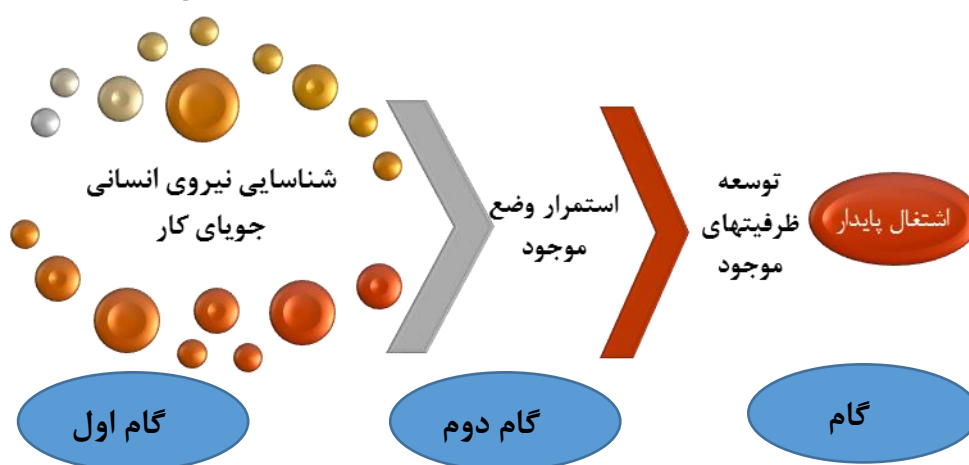 شناسایی نیروی انسانی
جویای کار
استمرار وضع
موجود
توسعه
ظرفیتهای
موجود
اشتغال پایدار
گام اول
گام دوم
گام